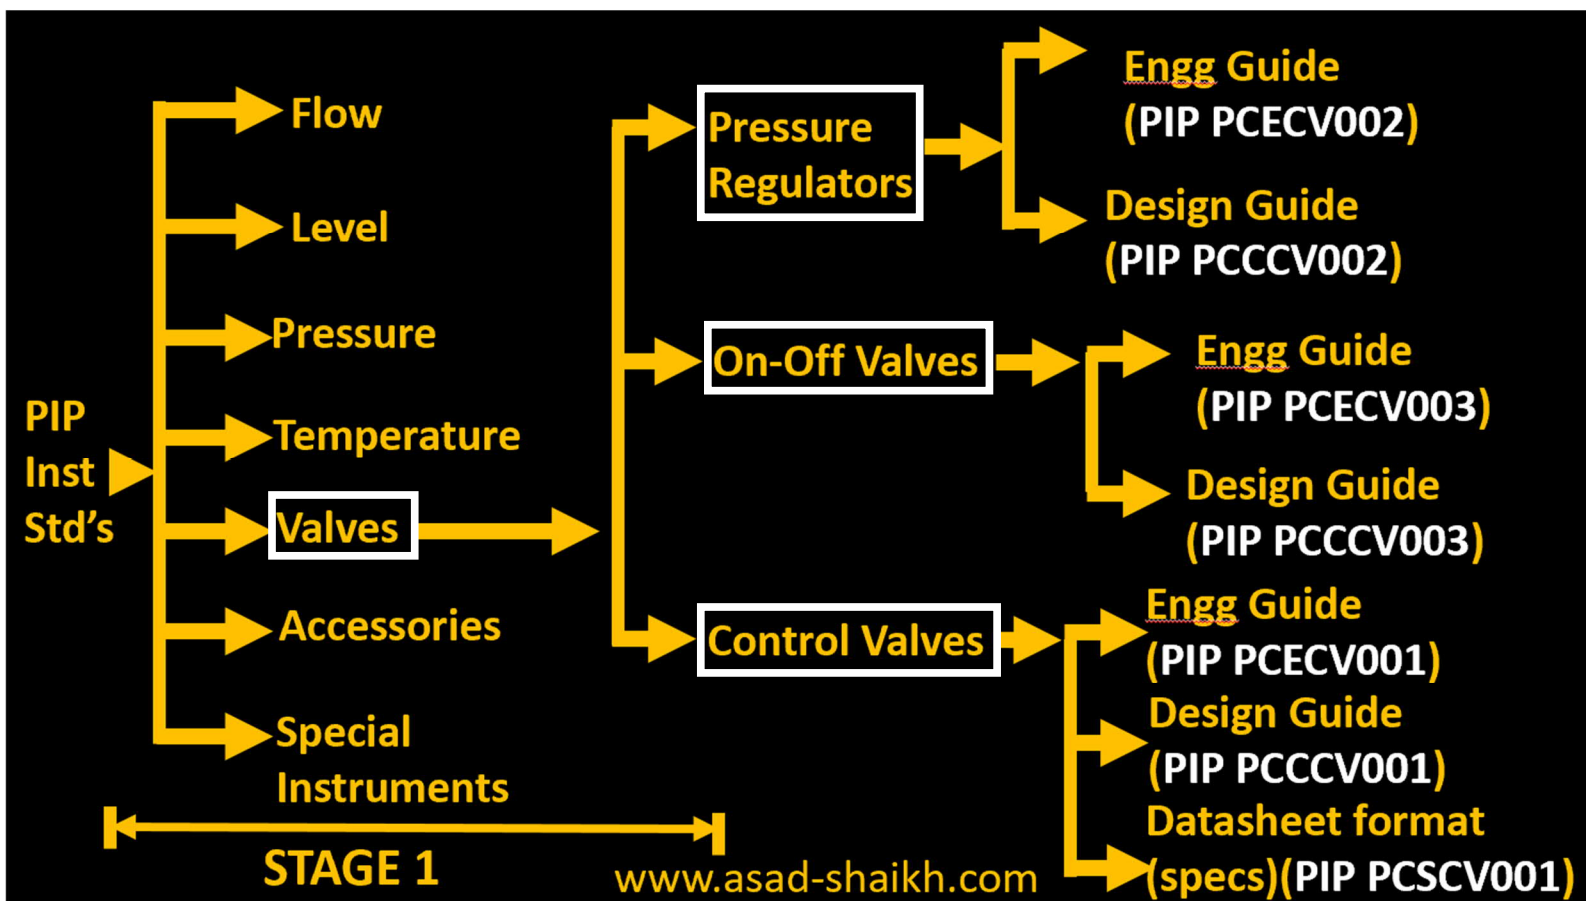 PIP
Inst
Std's
Flow
Level
Pressure
Temperature
Valves
Accessories
Special
Instruments
STAGE 1
Pressure
Regulators
On-Off Valves
Control Valves
Engg Guide
(PIP PCECV002)
Design Guide
(PIP PCCCV002)
Engg Guide
(PIP PCECV003)
Design Guide
(PIP PCCCV003)
Engg Guide
(PIP PCECV001)
Design Guide
(PIP PCCCV001)
Datasheet format
(specs)(PIP PCSCV001)
www.asad-shaikh.com